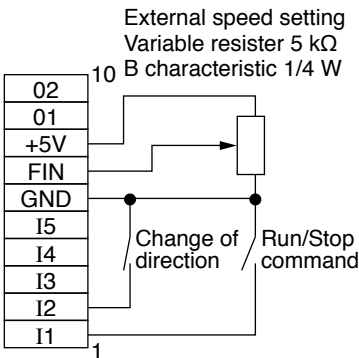 External speed setting
Variable resister 5 kΩ
B characteristic 1/4 W
10
02
01
+5V
FIN
GND
I5
I4
I3
I2
I1
1
Change of
direction
Run/Stop
command